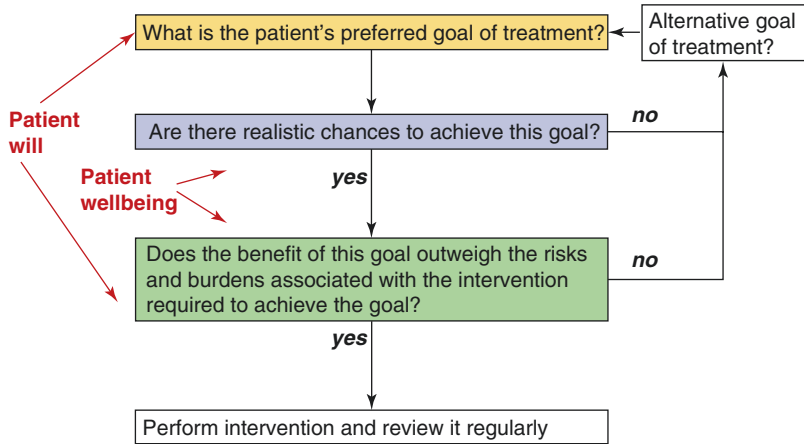 What is the patient's preferred goal of treatment?
Alternative goal
of treatment?
Patient
will
Are there realistic chances to achieve this goal?
no
Patient
wellbeing
yes
Does the benefit of this goal outweigh the risks
and burdens associated with the intervention
required to achieve the goal?
no
yes
Perform intervention and review it regularly